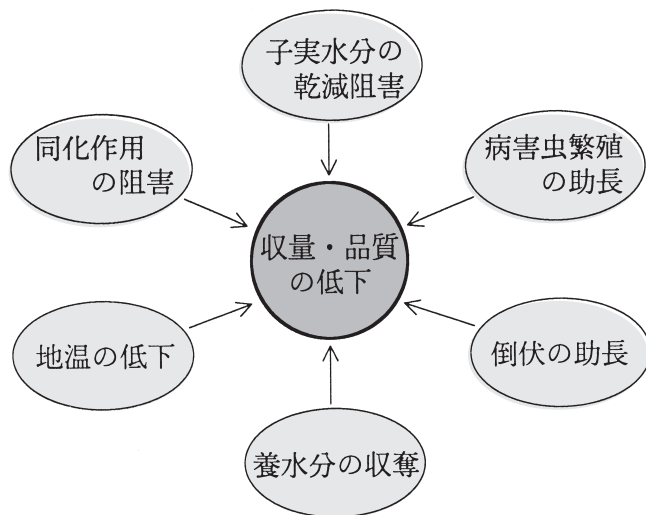 子実水分の
乾減阻害
同化作用
の阻害
病害虫繁殖
の助長
収量・品質
の低下
地温の低下
倒伏の助長
養水分の収奪